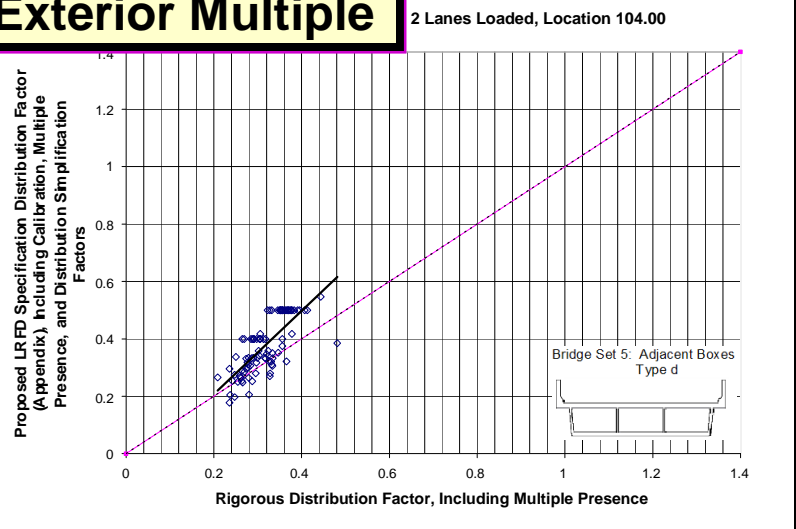 Exterior Multiple
2 Lanes Loaded, Location 104.00
Proposed LRFD Specification Distribution Factor
(Appendix), Including Calibration, Multiple
Presence, and Distribution Simplification
Factors
1.4
1.2
1
0.8
0.6
0.4
0.2
0
Bridge Set 5: Adjacent Boxes
Type d
0 0.2 0.4 0.6 0.8 1 1.2 1.4
Rigorous Distribution Factor, Including Multiple Presence